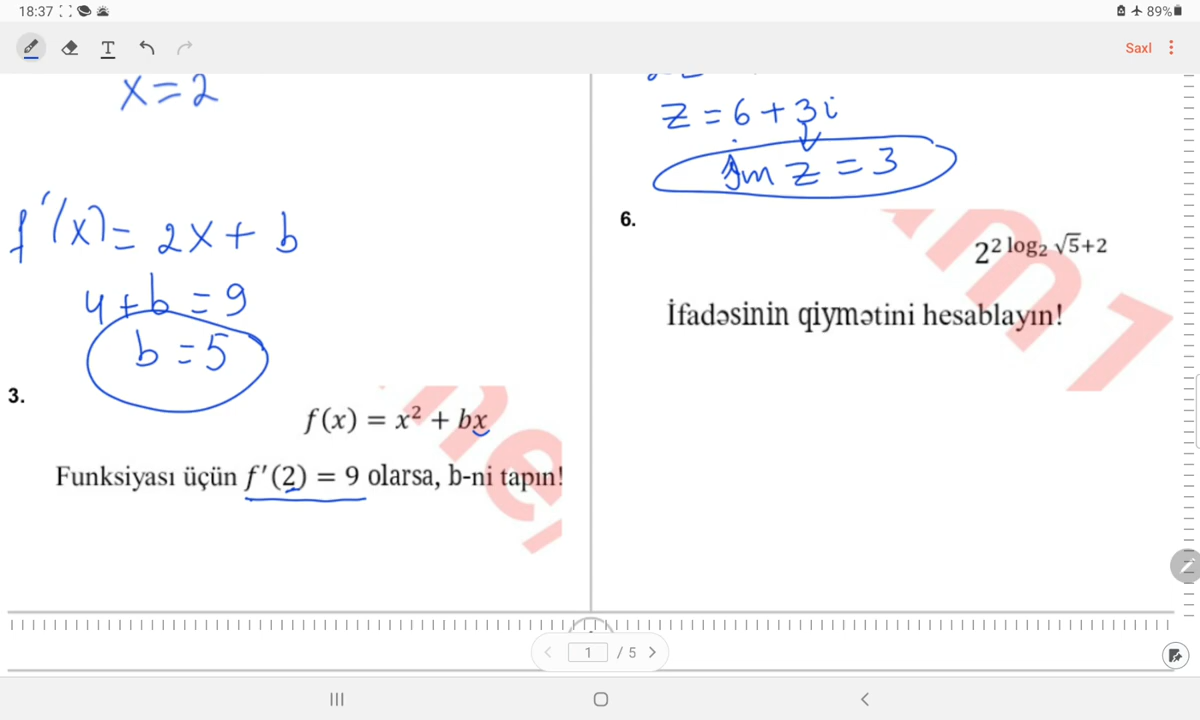 18:37
89%
T
Saxl
x=2
f'(x)= 2x+b
4+b=9
b=5
3.
f(x) = x² + bx
Funksiyası üçün f'(2) = 9 olarsa, b-ni tapın!
z=6+3i
Im z=3
6.
2^{2 log₂ √5+2}
İfadəsinin qiymətini hesablayın!
1 / 5